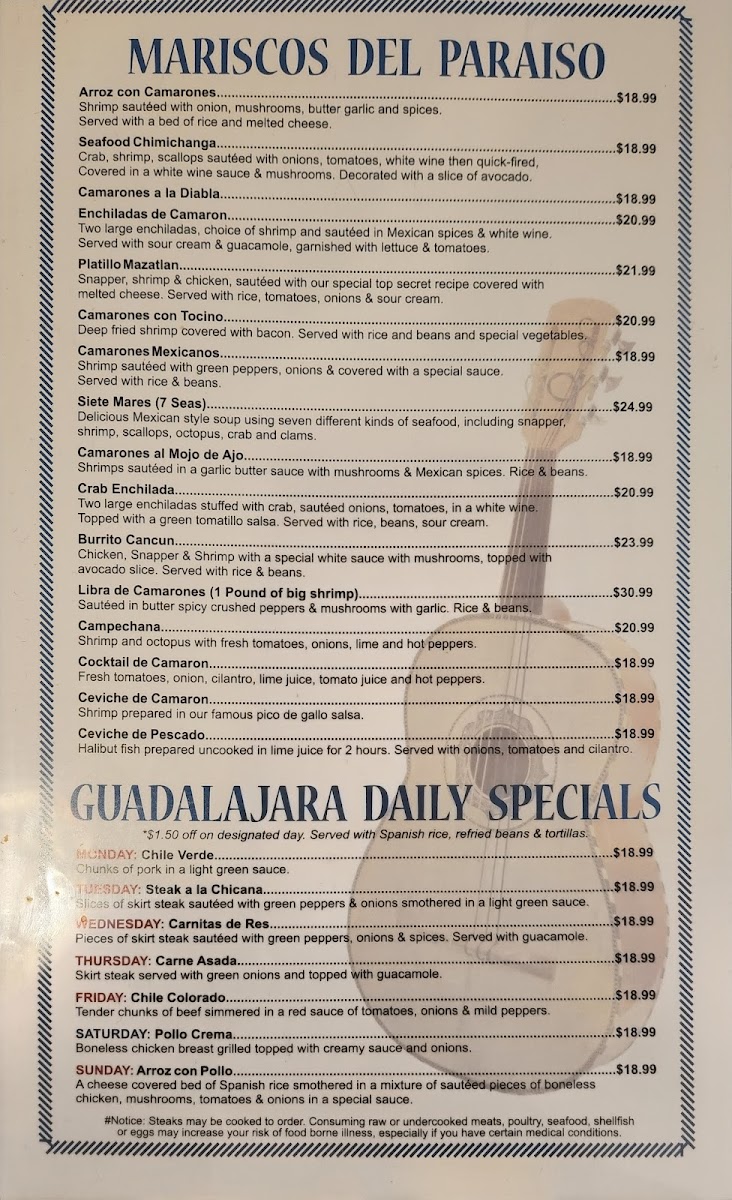 MARISCOS DEL PARAISO
Arroz con Camarones...$18.99
Shrimp sautéed with onion, mushrooms, butter garlic and spices.
Served with a bed of rice and melted cheese.
Seafood Chimichanga...$18.99
Crab, shrimp, scallops sautéed with onions, tomatoes, white wine then quick-fired,
Covered in a white wine sauce & mushrooms. Decorated with a slice of avocado.
Camarones a la Diabla...$18.99
Enchiladas de Camaron...$20.99
Two large enchiladas, choice of shrimp and sautéed in Mexican spices & white wine.
Served with sour cream & guacamole, garnished with lettuce & tomatoes.
Platillo Mazatlan...$21.99
Snapper, shrimp & chicken, sautéed with our special top secret recipe covered with
melted cheese. Served with rice, tomatoes, onions & sour cream.
Camarones con Tocino...$20.99
Deep fried shrimp covered with bacon. Served with rice and beans and special vegetables.
Camarones Mexicanos...$18.99
Shrimp sautéed with green peppers, onions & covered with a special sauce.
Served with rice & beans.
Siete Mares (7 Seas)...$24.99
Delicious Mexican style soup using seven different kinds of seafood, including snapper,
shrimp, scallops, octopus, crab and clams.
Camarones al Mojo de Ajo...$18.99
Shrimps sautéed in a garlic butter sauce with mushrooms & Mexican spices. Rice & beans.
Crab Enchilada...$20.99
Two large enchiladas stuffed with crab, sautéed onions, tomatoes, in a white wine.
Topped with a green tomatillo salsa. Served with rice, beans, sour cream.
Burrito Cancun...$23.99
Chicken, Snapper & Shrimp with a special white sauce with mushrooms, topped with
avocado slice. Served with rice & beans.
Libra de Camarones (1 Pound of big shrimp)...$30.99
Sautéed in butter spicy crushed peppers & mushrooms with garlic. Rice & beans.
Campechana...$20.99
Shrimp and octopus with fresh tomatoes, onions, lime and hot peppers.
Cocktail de Camaron...$18.99
Fresh tomatoes, onion, cilantro, lime juice, tomato juice and hot peppers.
Ceviche de Camaron...$18.99
Shrimp prepared in our famous pico de gallo salsa.
Ceviche de Pescado...$18.99
Halibut fish prepared uncooked in lime juice for 2 hours. Served with onions, tomatoes and cilantro.
GUADALAJARA DAILY SPECIALS
*$1.50 off on designated day. Served with Spanish rice, refried beans & tortillas.
MONDAY: Chile Verde...$18.99
Chunks of pork in a light green sauce.
TUESDAY: Steak a la Chicana...$18.99
Slices of skirt steak sautéed with green peppers & onions smothered in a light green sauce.
WEDNESDAY: Carnitas de Res...$18.99
Pieces of skirt steak sautéed with green peppers, onions & spices. Served with guacamole.
THURSDAY: Carne Asada...$18.99
Skirt steak served with green onions and topped with guacamole.
FRIDAY: Chile Colorado...$18.99
Tender chunks of beef simmered in a red sauce of tomatoes, onions & mild peppers.
SATURDAY: Pollo Crema...$18.99
Boneless chicken breast grilled topped with creamy sauce and onions.
SUNDAY: Arroz con Pollo...$18.99
A cheese covered bed of Spanish rice smothered in a mixture of sautéed pieces of boneless
chicken, mushrooms, tomatoes & onions in a special sauce.
#Notice: Steaks may be cooked to order. Consuming raw or undercooked meats, poultry, seafood, shellfish
or eggs may increase your risk of food borne illness, especially if you have certain medical conditions.